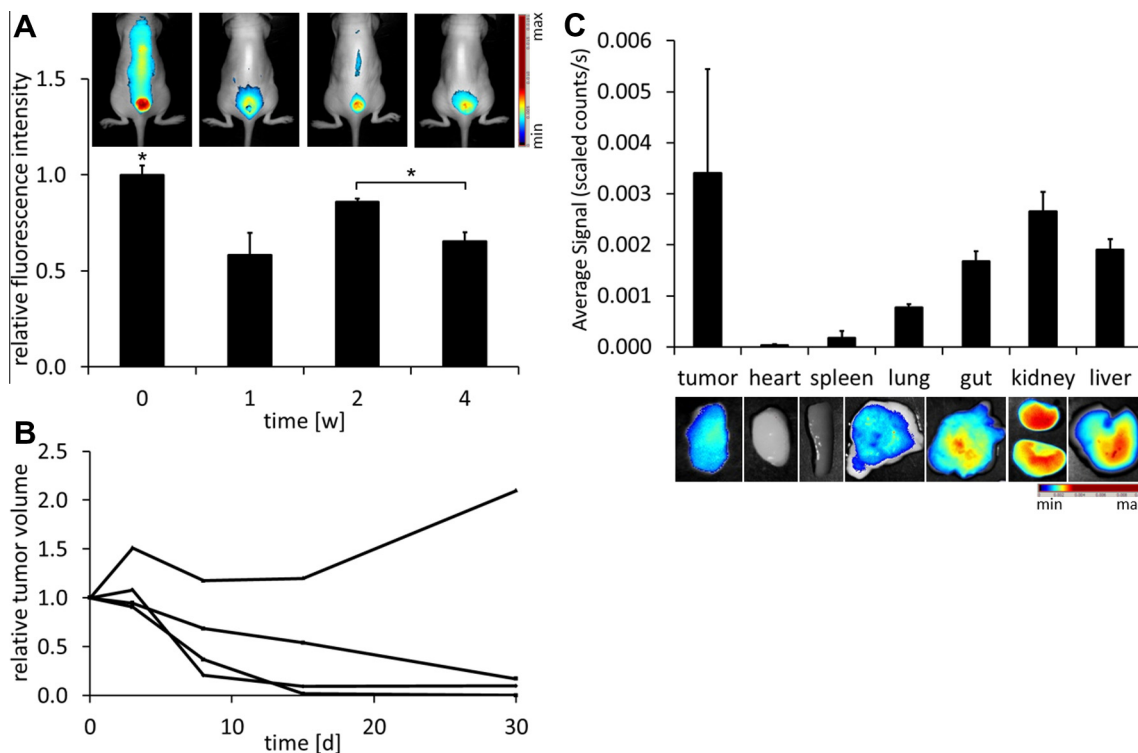 A
max
min
relative fluorescence intensity
1.5
1.0
0.5
0.0
*
*
0 1 2 4
time [w]
B
relative tumor volume
2.5
2.0
1.5
1.0
0.5
0.0
0 10 20 30
time [d]
C
Average Signal (scaled counts/s)
0.006
0.005
0.004
0.003
0.002
0.001
0.000
tumor heart spleen lung gut kidney liver
min ma